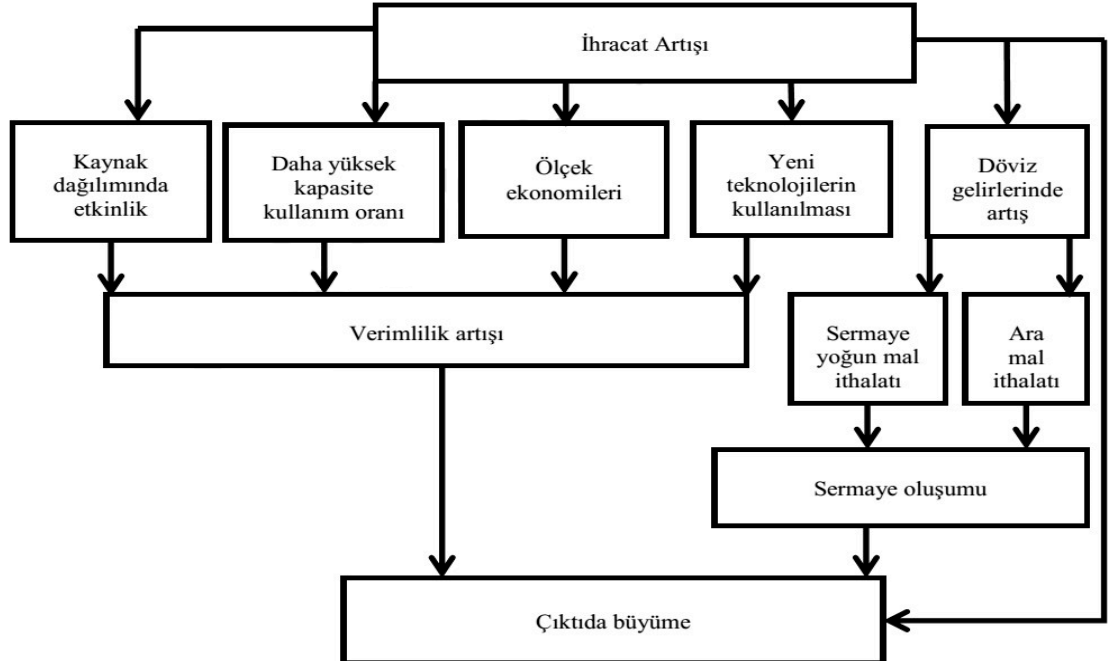 İhracat Artışı
Kaynak
dağılımında
etkinlik
Daha yüksek
kapasite
kullanım oranı
Ölçek
ekonomileri
Yeni
teknolojilerin
kullanılması
Döviz
gelirlerinde
artış
Verimlilik artışı
Sermaye
yoğun mal
ithalatı
Ara
mal
ithalatı
Sermaye oluşumu
Çıktıda büyüme